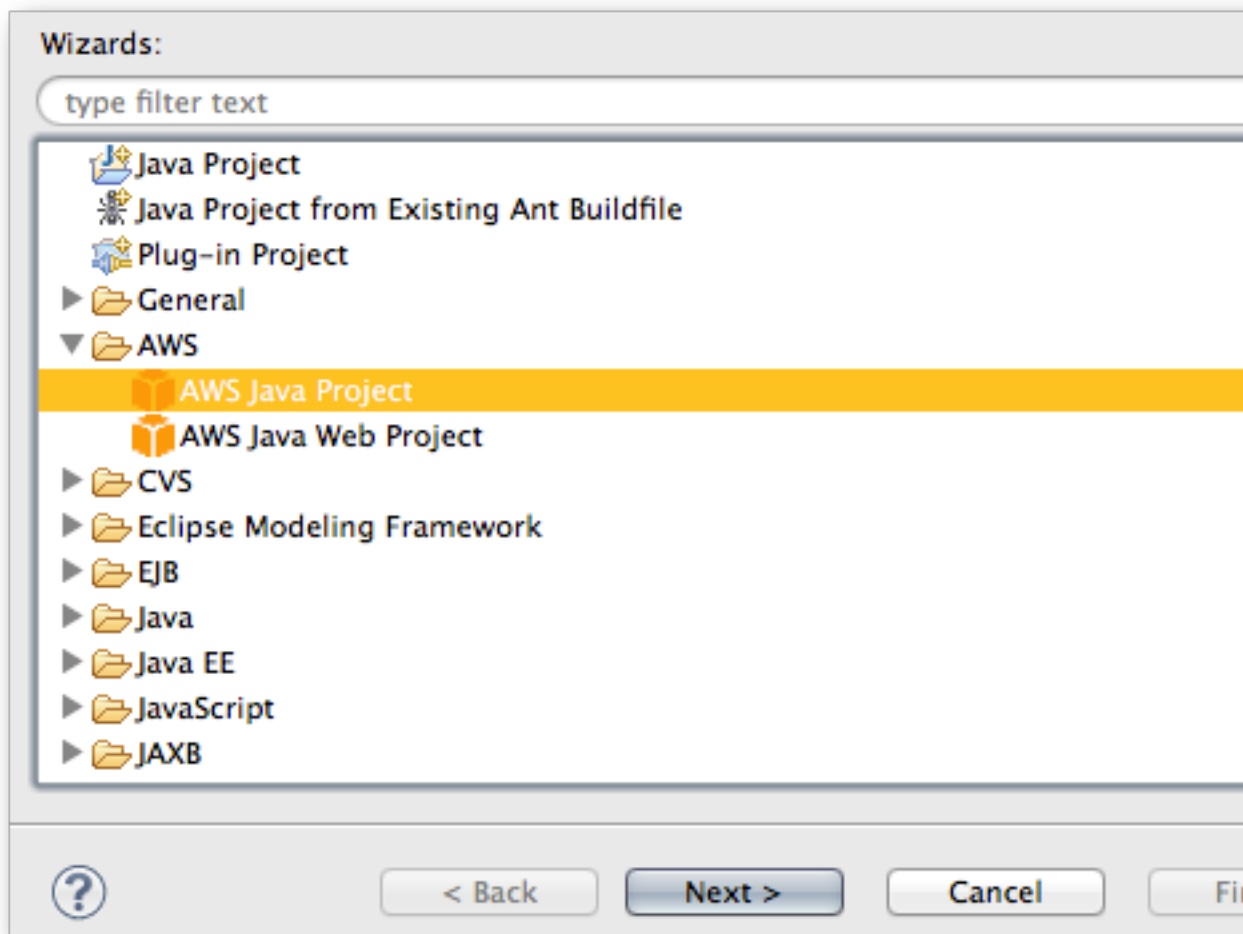 Wizards:
type filter text
Java Project
Java Project from Existing Ant Buildfile
Plug-in Project
General
AWS
AWS Java Project
AWS Java Web Project
CVS
Eclipse Modeling Framework
EJB
Java
Java EE
JavaScript
JAXB
? < Back Next > Cancel